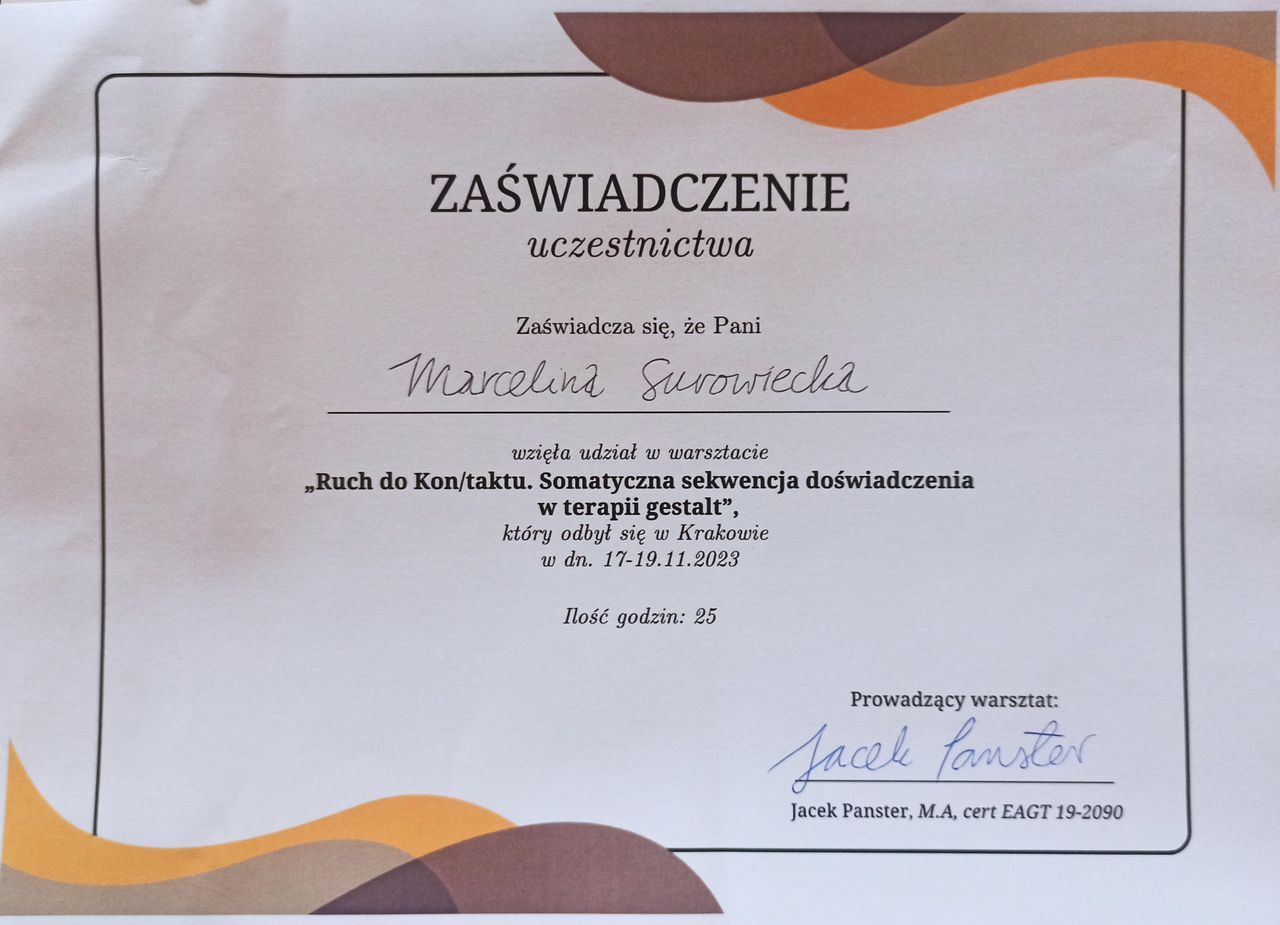 ZAŚWIADCZENIE
uczestnictwa
Zaświadcza się, że Pani
Marcelina Surowiecka
wzięła udział w warsztacie
„Ruch do Kon/taktu. Somatyczna sekwencja doświadczenia
w terapii gestalt”,
który odbył się w Krakowie
w dn. 17-19.11.2023
Ilość godzin: 25
Prowadzący warsztat:
Jacek Panster
Jacek Panster, M.A, cert EAGT 19-2090